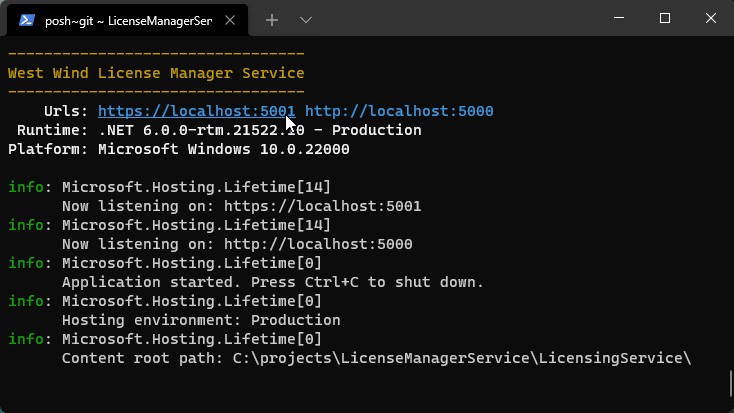 posh~git ~ LicenseManagerSer
---------------------------------
West Wind License Manager Service
---------------------------------
Urls: https://localhost:5001 http://localhost:5000
Runtime: .NET 6.0.0-rtm.21522.10 - Production
Platform: Microsoft Windows 10.0.22000
info: Microsoft.Hosting.Lifetime[14]
Now listening on: https://localhost:5001
info: Microsoft.Hosting.Lifetime[14]
Now listening on: http://localhost:5000
info: Microsoft.Hosting.Lifetime[0]
Application started. Press Ctrl+C to shut down.
info: Microsoft.Hosting.Lifetime[0]
Hosting environment: Production
info: Microsoft.Hosting.Lifetime[0]
Content root path: C:\projects\LicenseManagerService\LicensingService\